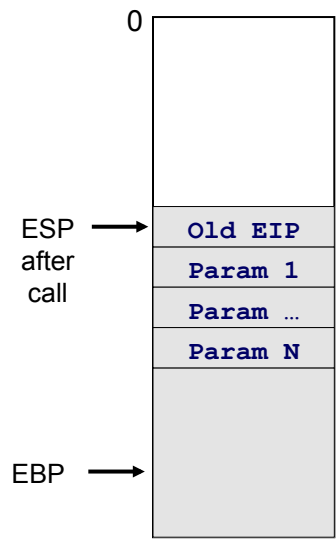 0
ESP
after
call
Old EIP
Param 1
Param …
Param N
EBP